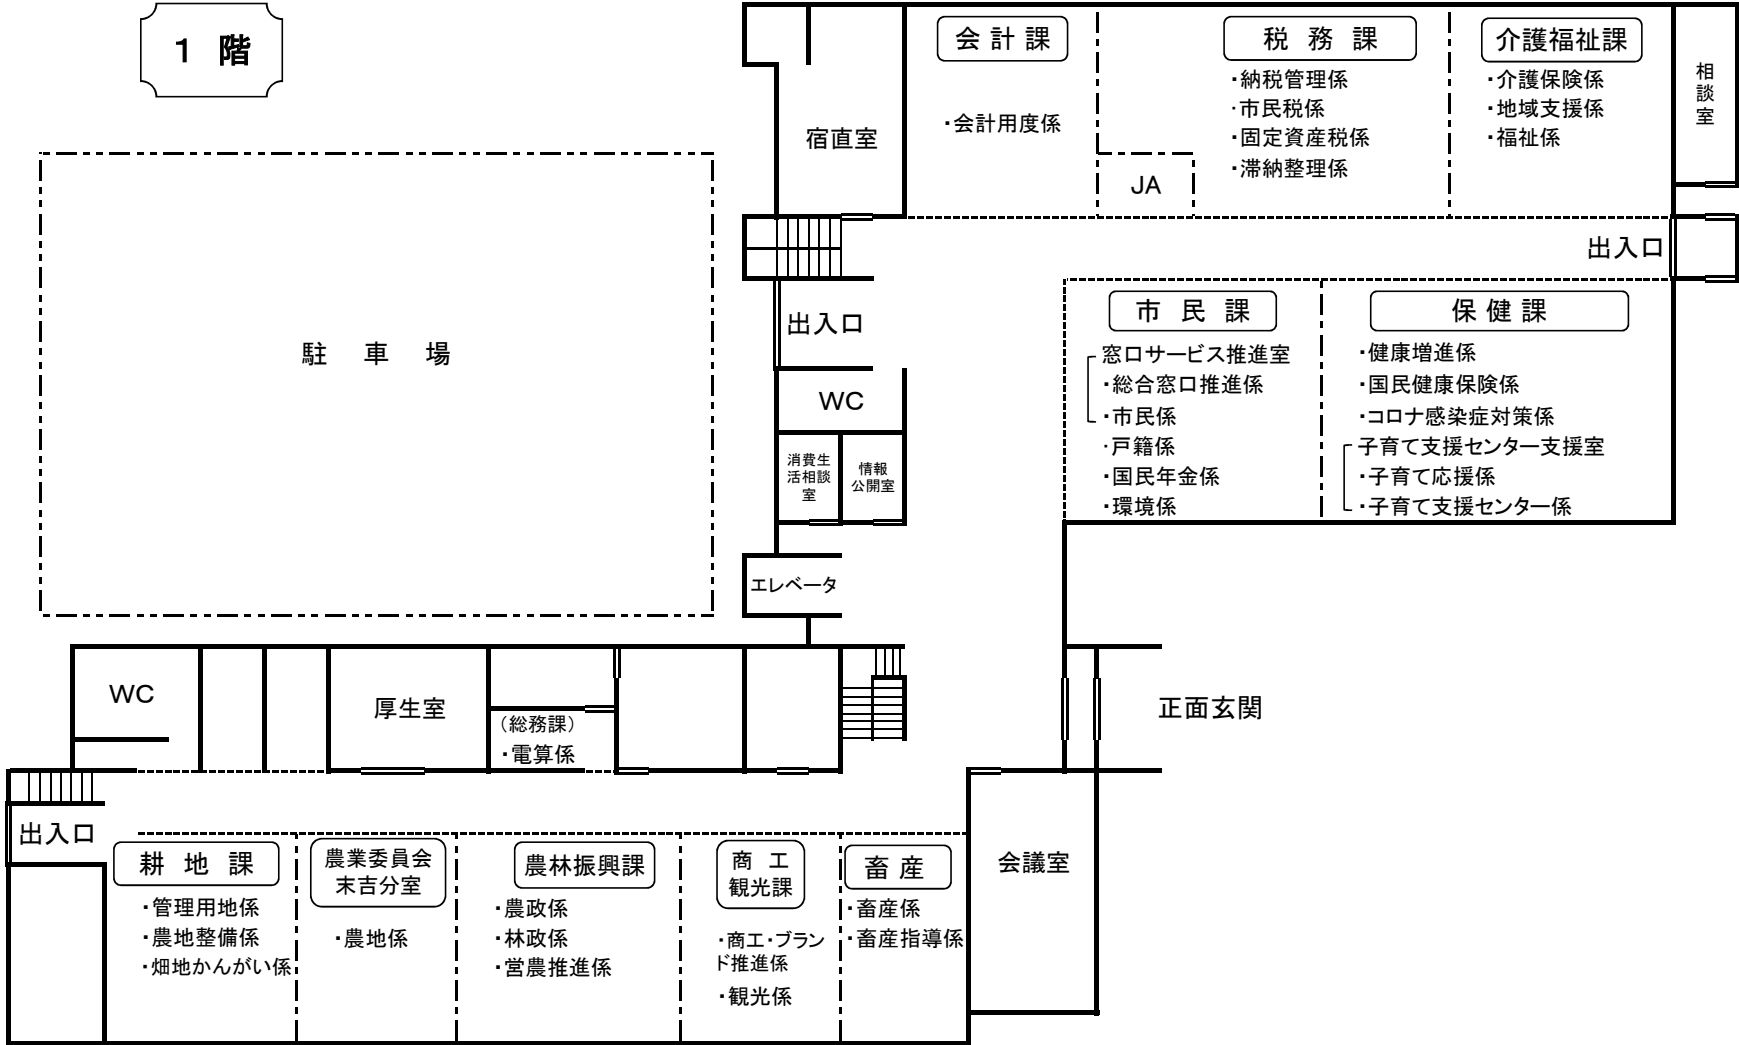 1 階
会 計 課
・会計用度係
税 務 課
・納税管理係
・市民税係
・固定資産税係
・滞納整理係
介護福祉課
・介護保険係
・地域支援係
・福祉係
相
談
室
宿直室
JA
出入口
駐 車 場
出入口
WC
消費生
活相談
室
情報
公開室
エレベータ
市 民 課
窓口サービス推進室
・総合窓口推進係
・市民係
・戸籍係
・国民年金係
・環境係
保 健 課
・健康増進係
・国民健康保険係
・コロナ感染症対策係
子育て支援センター支援室
・子育て応援係
・子育て支援センター係
WC
厚生室
(総務課)
・電算係
正面玄関
出入口
耕 地 課
・管理用地係
・農地整備係
・畑地かんがい係
農業委員会
末吉分室
・農地係
農林振興課
・農政係
・林政係
・営農推進係
商 工
観光課
・商工・ブラン
ド推進係
・観光係
畜 産
・畜産係
・畜産指導係
会議室